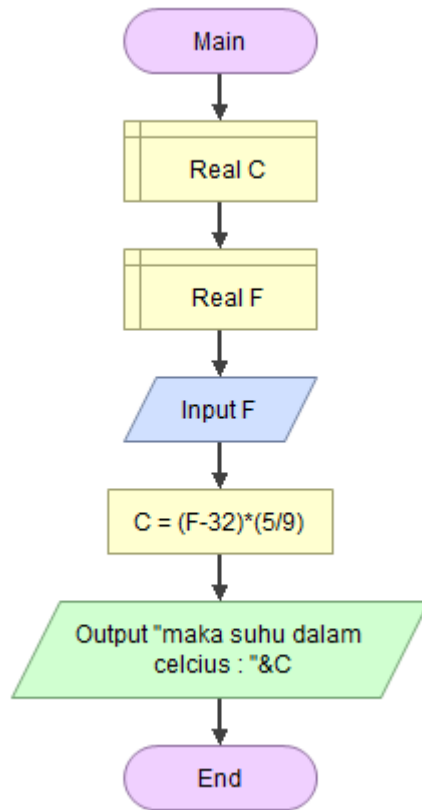 Main
Real C
Real F
Input F
C = (F-32)*(5/9)
Output "maka suhu dalam
celcius : "&C
End